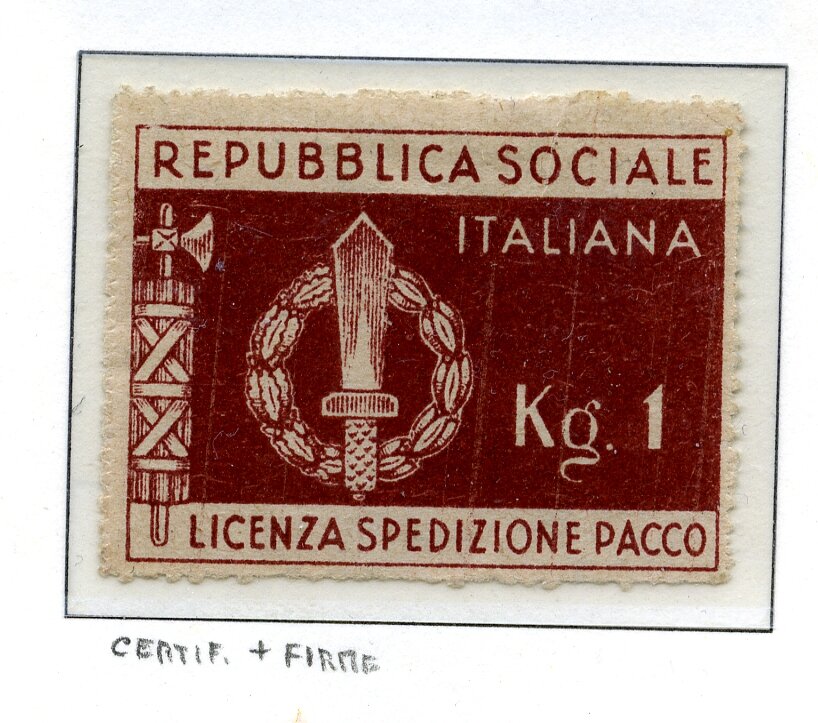 REPUBBLICA SOCIALE
ITALIANA
Kg. 1
LICENZA SPEDIZIONE PACCO
CERTIF. + FIRME